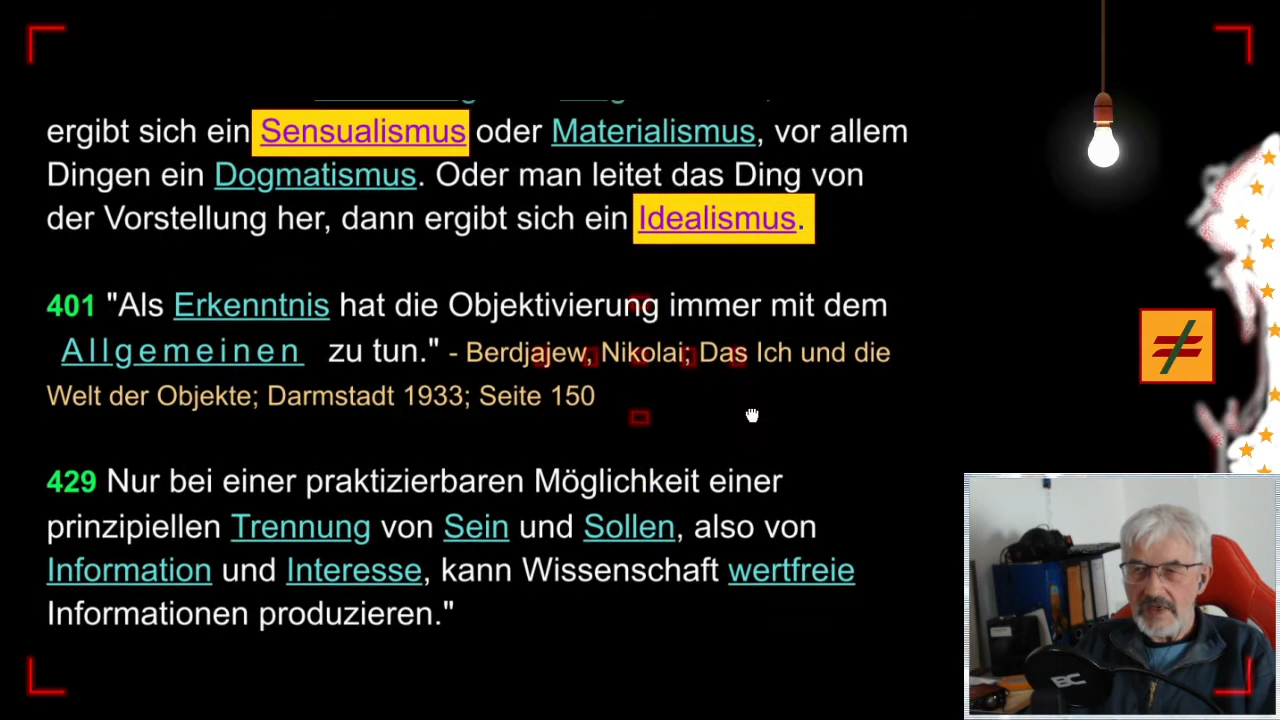 ergibt sich ein Sensualismus oder Materialismus, vor allem
Dingen ein Dogmatismus. Oder man leitet das Ding von
der Vorstellung her, dann ergibt sich ein Idealismus.
401 "Als Erkenntnis hat die Objektivierung immer mit dem
Allgemeinen zu tun." - Berdjajew, Nikolai; Das Ich und die
Welt der Objekte; Darmstadt 1933; Seite 150
429 Nur bei einer praktizierbaren Möglichkeit einer
prinzipiellen Trennung von Sein und Sollen, also von
Information und Interesse, kann Wissenschaft wertfreie
Informationen produzieren."
≠
BC